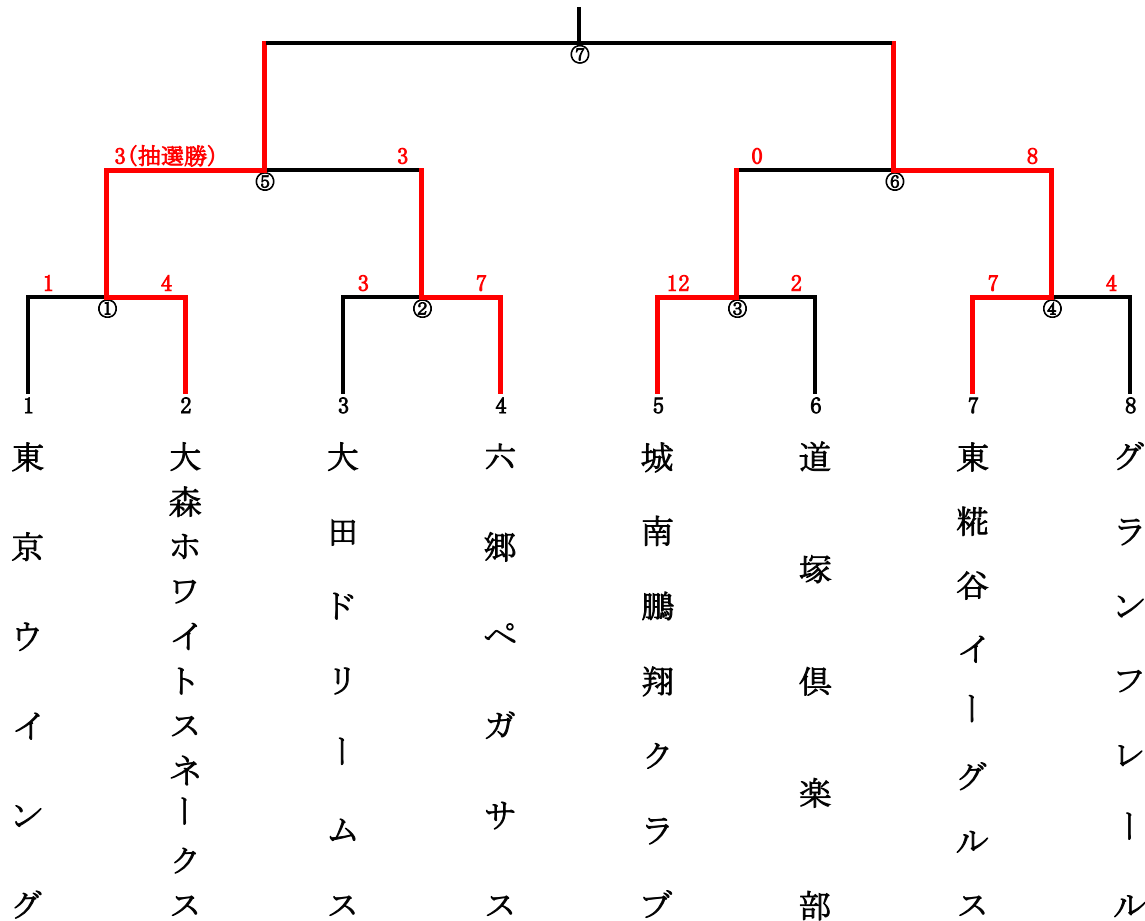 ⑦
3(抽選勝) 3 0 8
⑤ ⑥
1 4 3 7 12 2 7 4
① ② ③ ④
1 2 3 4 5 6 7 8
東京ウイング
大森ホワイトスネークス
大田ドリームス
六郷ペガサス
城南鵬翔クラブ
道塚倶楽部
東糀谷イーグルス
グランフレール